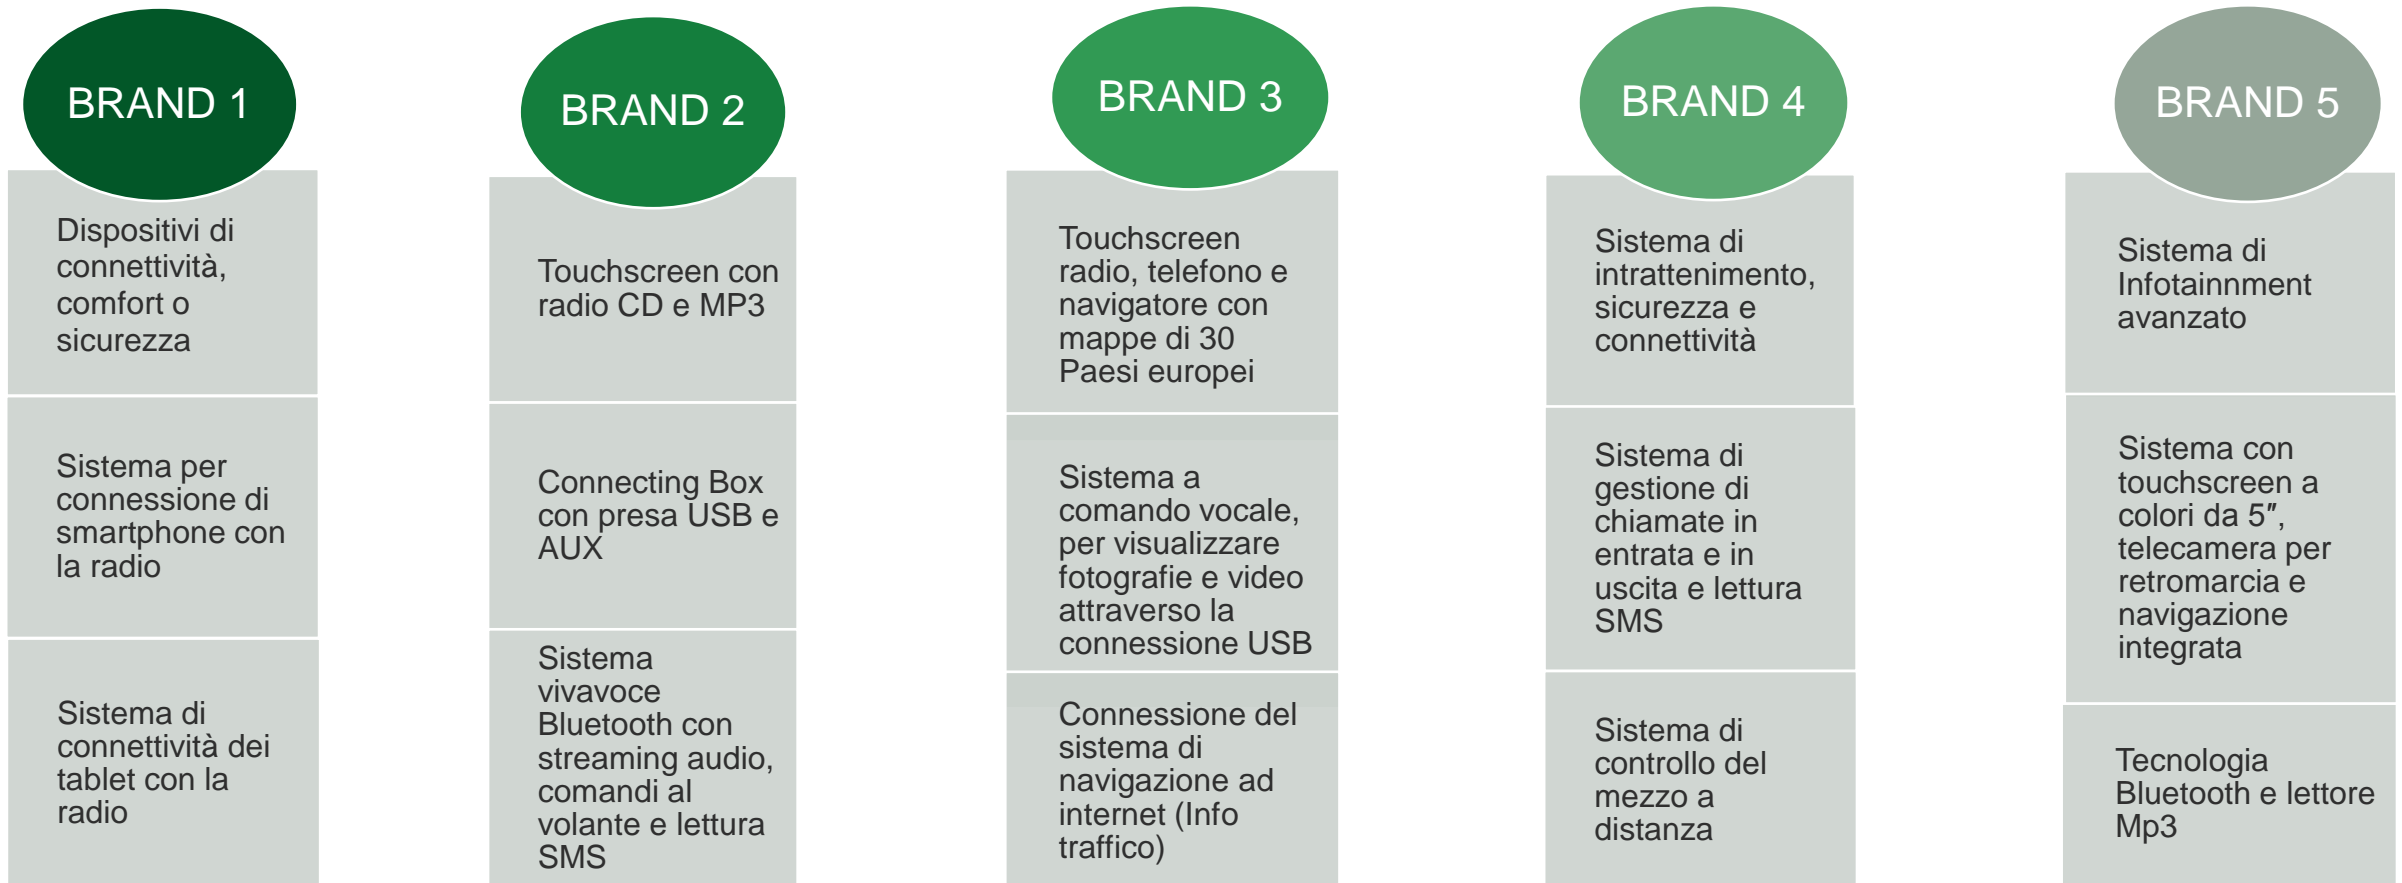 BRAND 1
Dispositivi di
connettività,
comfort o
sicurezza
Sistema per
connessione di
smartphone con
la radio
Sistema di
connettività dei
tablet con la
radio
BRAND 2
Touchscreen con
radio CD e MP3
Connecting Box
con presa USB e
AUX
Sistema
vivavoce
Bluetooth con
streaming audio,
comandi al
volante e lettura
SMS
BRAND 3
Touchscreen
radio, telefono e
navigatore con
mappe di 30
Paesi europei
Sistema a
comando vocale,
per visualizzare
fotografie e video
attraverso la
connessione USB
Connessione del
sistema di
navigazione ad
internet (Info
traffico)
BRAND 4
Sistema di
intrattenimento,
sicurezza e
connettività
Sistema di
gestione di
chiamate in
entrata e in
uscita e lettura
SMS
Sistema di
controllo del
mezzo a
distanza
BRAND 5
Sistema di
Infotainnment
avanzato
Sistema con
touchscreen a
colori da 5″,
telecamera per
retromarcia e
navigazione
integrata
Tecnologia
Bluetooth e lettore
Mp3